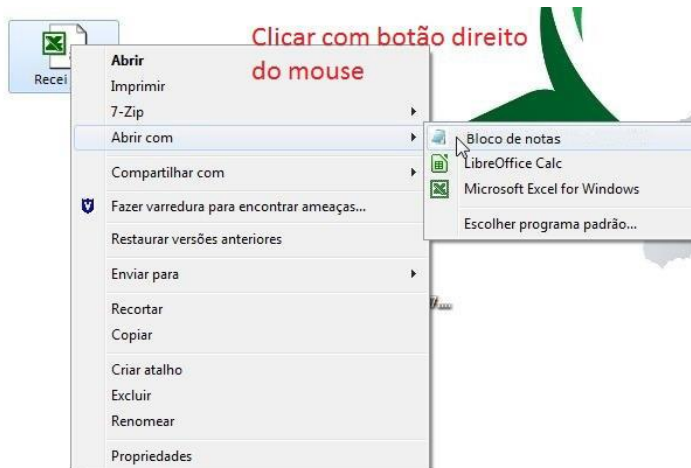 Clicar com botão direito
do mouse
Recei
Abrir
Imprimir
7-Zip
Abrir com
Compartilhar com
Fazer varredura para encontrar ameaças...
Restaurar versões anteriores
Enviar para
Recortar
Copiar
Criar atalho
Excluir
Renomear
Propriedades
Bloco de notas
LibreOffice Calc
Microsoft Excel for Windows
Escolher programa padrão...